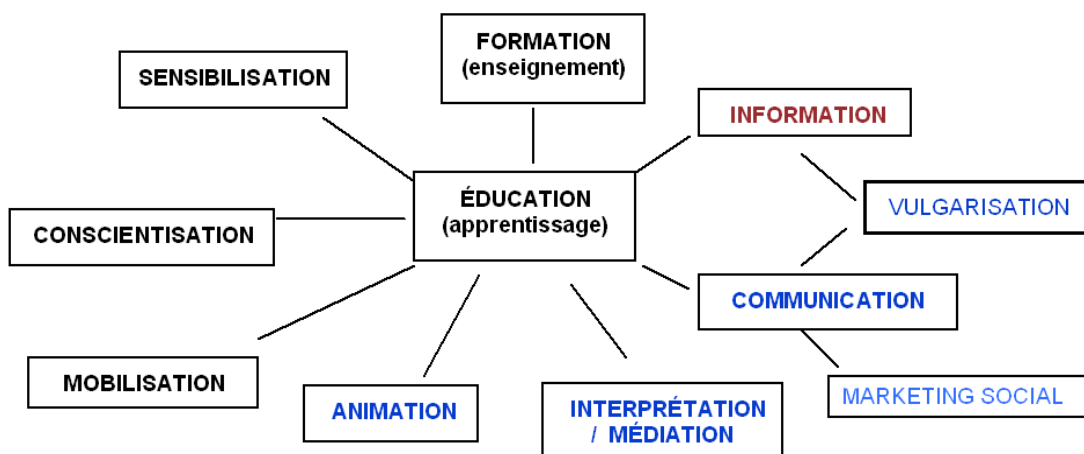 FORMATION
(enseignement)
SENSIBILISATION
INFORMATION
ÉDUCATION
(apprentissage)
VULGARISATION
CONSCIENTISATION
COMMUNICATION
MOBILISATION
ANIMATION
INTERPRÉTATION
/ MÉDIATION
MARKETING SOCIAL